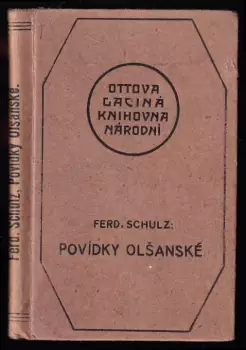 Ferd. Schulz, Povídky Olšanské.
OTTOVA
LACINÁ
KNIHOVNA
NÁRODNÍ
FERD. SCHULZ:
POVÍDKY OLŠANSKÉ